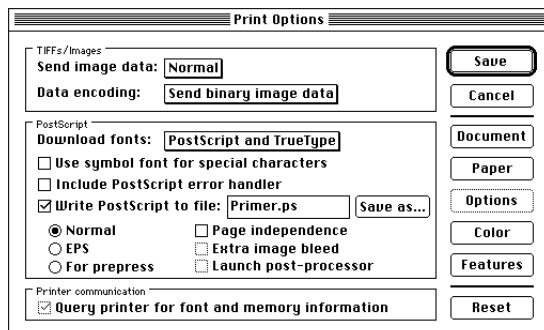 Print Options
TIFFs/Images
Send image data: Normal
Data encoding: Send binary image data
PostScript
Download fonts: PostScript and TrueType
Use symbol font for special characters
Include PostScript error handler
Write PostScript to file: Primer.ps Save as...
Normal Page independence
EPS Extra image bleed
For prepress Launch post-processor
Printer communication
Query printer for font and memory information
Save
Cancel
Document
Paper
Options
Color
Features
Reset